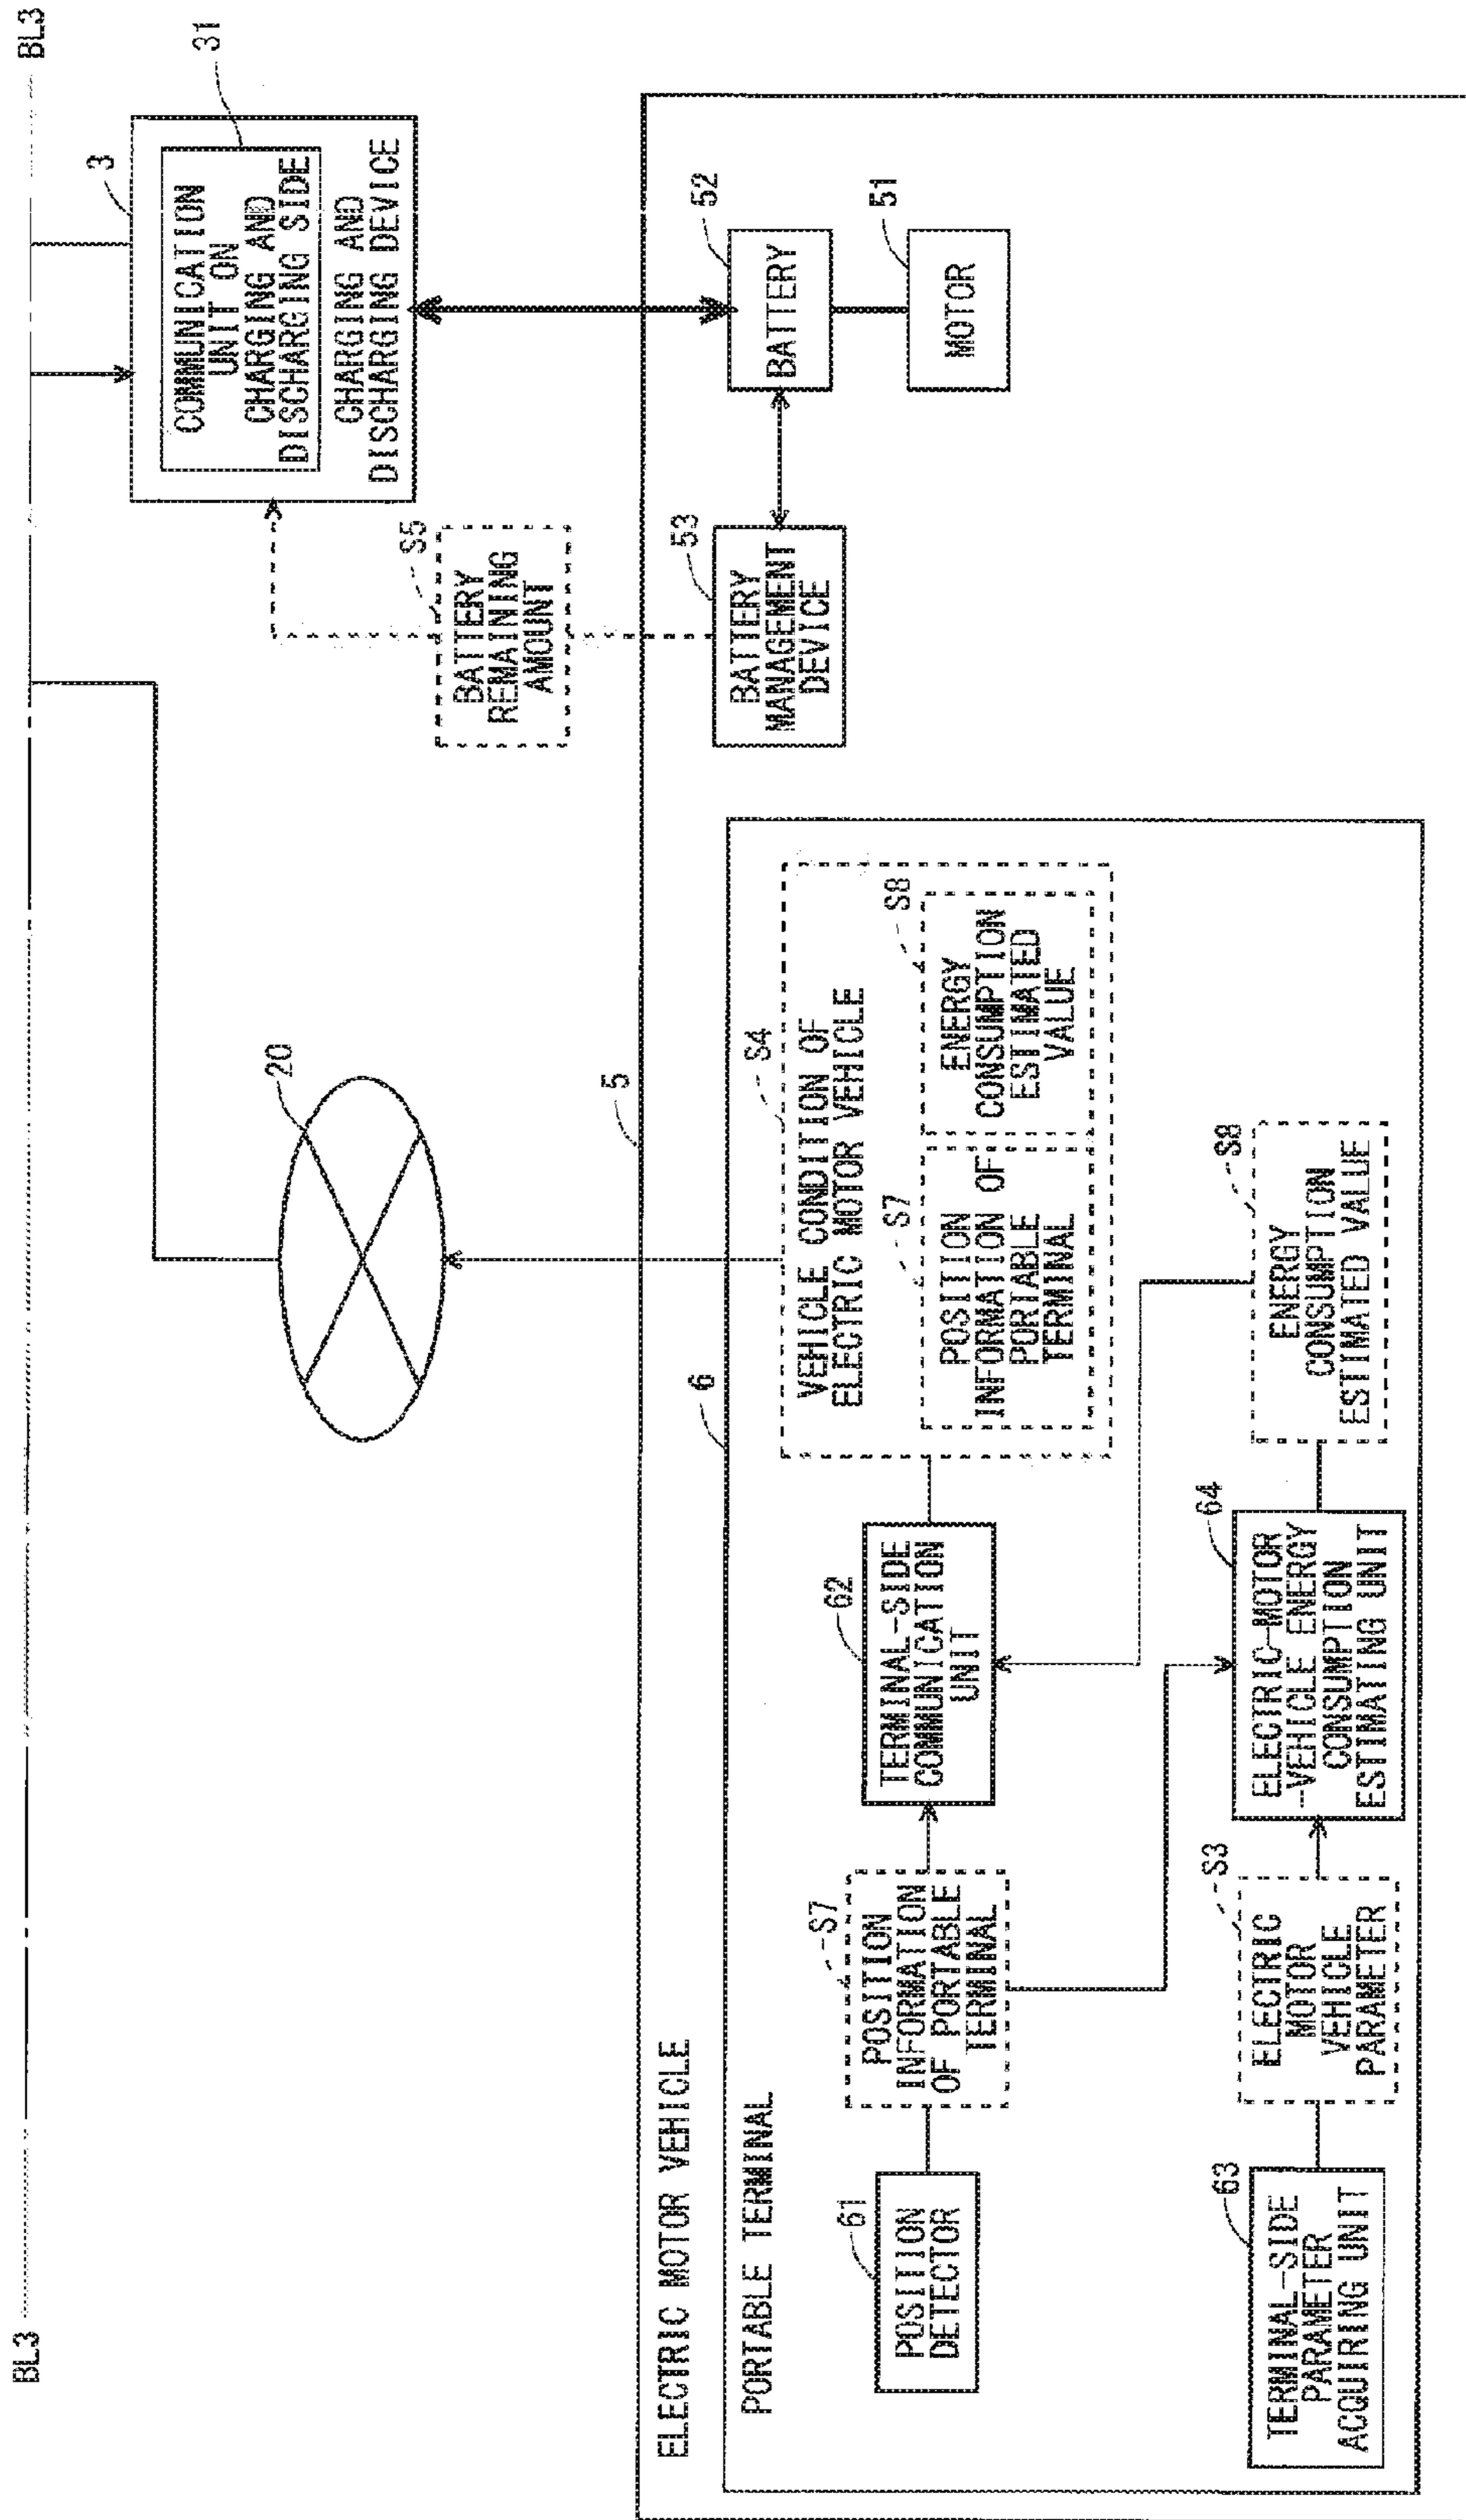 BL3
BL3
20
3
31
COMMUNICATION
UNIT ON
CHARGING AND
DISCHARGING SIDE
CHARGING AND
DISCHARGING DEVICE
S5
BATTERY
REMAINING
AMOUNT
5
ELECTRIC MOTOR VEHICLE
6
PORTABLE TERMINAL
61
POSITION
DETECTOR
S7
POSITION
INFORMATION
OF PORTABLE
TERMINAL
62
TERMINAL-SIDE
COMMUNICATION
UNIT
S4
VEHICLE CONDITION OF
ELECTRIC MOTOR VEHICLE
S7
POSITION
INFORMATION OF
PORTABLE
TERMINAL
S8
ENERGY
CONSUMPTION
ESTIMATED
VALUE
63
TERMINAL-SIDE
PARAMETER
ACQUIRING UNIT
S3
ELECTRIC
MOTOR
VEHICLE
PARAMETER
64
ELECTRIC-MOTOR
-VEHICLE ENERGY
CONSUMPTION
ESTIMATING UNIT
S8
ENERGY
CONSUMPTION
ESTIMATED VALUE
53
BATTERY
MANAGEMENT
DEVICE
52
BATTERY
51
MOTOR